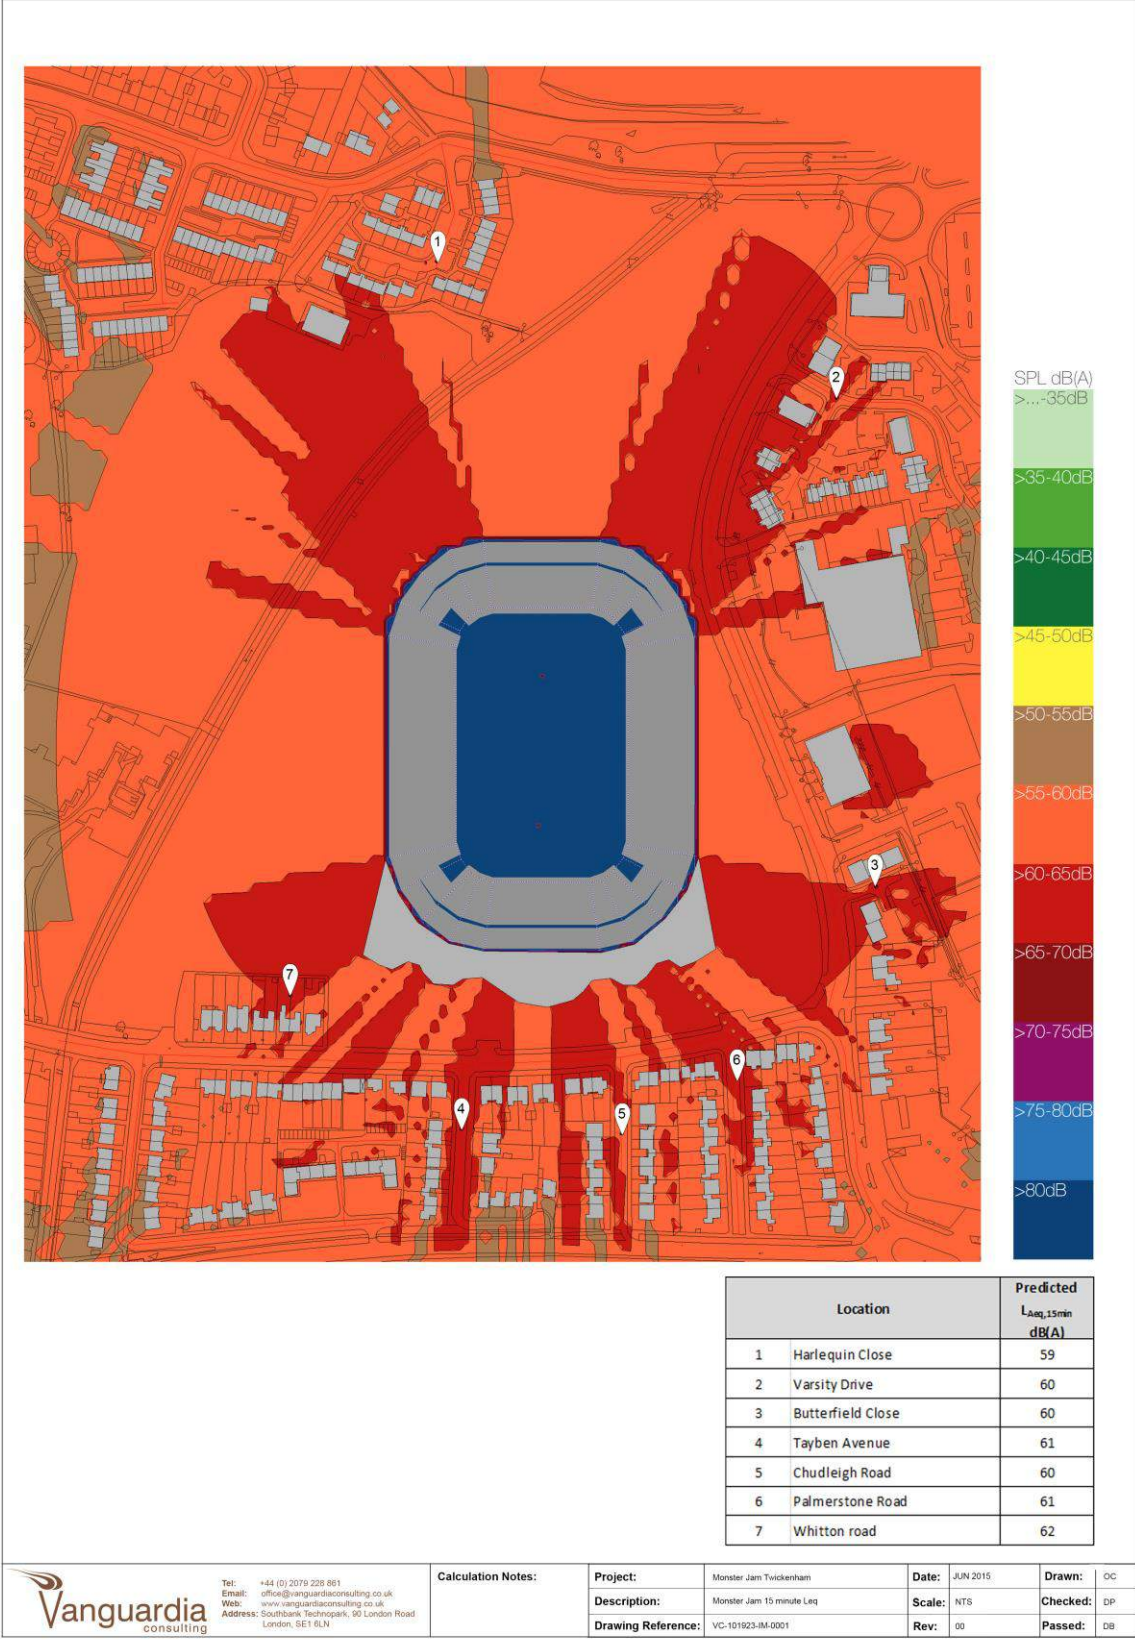 1
2
3
7
6
4
5
SPL dB(A)
>...-35dB
>35-40dB
>40-45dB
>45-50dB
>50-55dB
>55-60dB
>60-65dB
>65-70dB
>70-75dB
>75-80dB
>80dB
Location Predicted LAeq,15min dB(A)
1 Harlequin Close 59
2 Varsity Drive 60
3 Butterfield Close 60
4 Tayben Avenue 61
5 Chudleigh Road 60
6 Palmerstone Road 61
7 Whitton road 62
Vanguardia
consulting
Tel: +44 (0) 2079 228 861
Email: office@vanguardiaconsulting.co.uk
Web: www.vanguardiaconsulting.co.uk
Address: Southbank Technopark, 90 London Road
London, SE1 6LN
Calculation Notes:
Project: Monster Jam Twickenham
Description: Monster Jam 15 minute Leq
Drawing Reference: VC-101923-IM-0001
Date: JUN 2015
Scale: NTS
Rev: 00
Drawn: OC
Checked: DP
Passed: DB